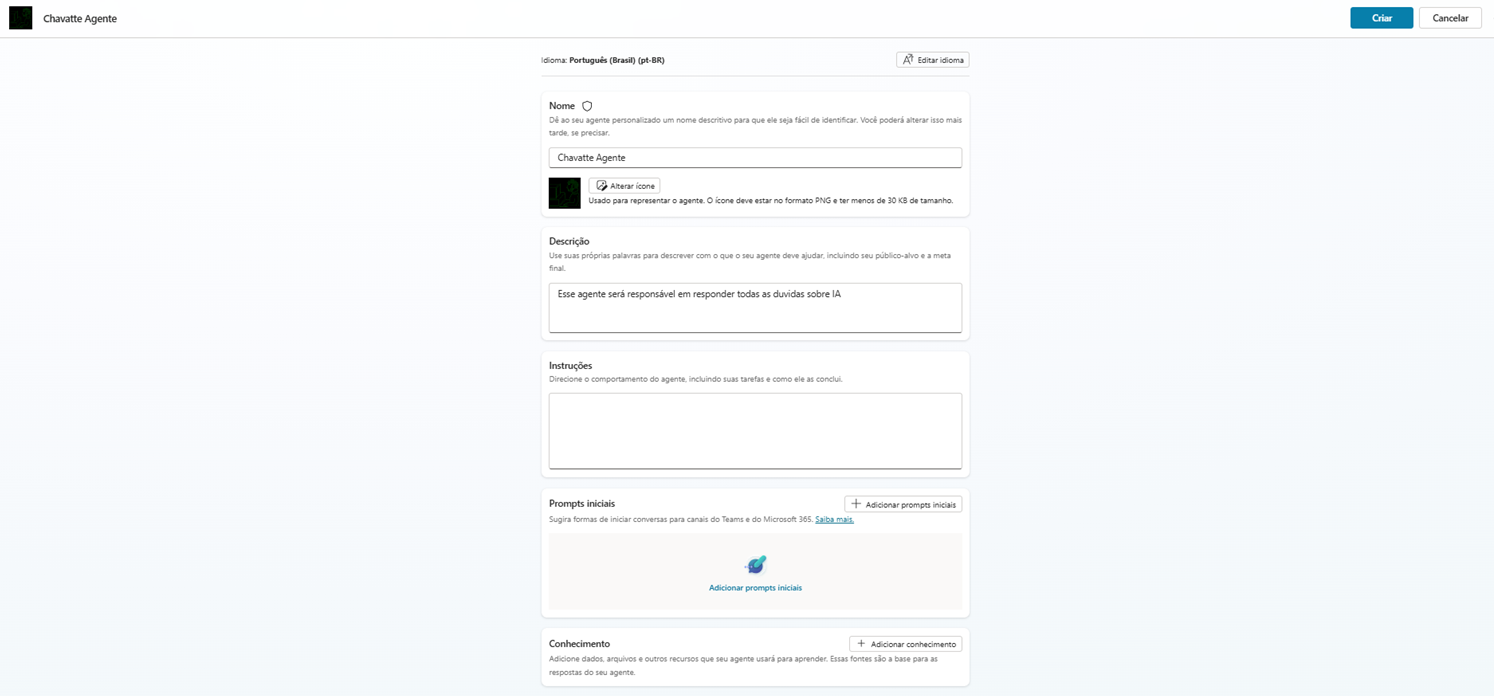 Chavatte Agente
Criar
Cancelar
Idioma: Português (Brasil) (pt-BR)
Editar idioma
Nome
Dê ao seu agente personalizado um nome descritivo para que ele seja fácil de identificar. Você poderá alterar isso mais
tarde, se precisar.
Chavatte Agente
Alterar ícone
Usado para representar o agente. O ícone deve estar no formato PNG e ter menos de 30 KB de tamanho.
Descrição
Use suas próprias palavras para descrever com o que o seu agente deve ajudar, incluindo seu público-alvo e a meta
final.
Esse agente será responsável em responder todas as duvidas sobre IA
Instruções
Direcione o comportamento do agente, incluindo suas tarefas e como ele as conclui.
Prompts iniciais
Adicionar prompts iniciais
Sugira formas de iniciar conversas para canais do Teams e do Microsoft 365. Saiba mais.
Adicionar prompts iniciais
Conhecimento
Adicionar conhecimento
Adicione dados, arquivos e outros recursos que seu agente usará para aprender. Essas fontes são a base para as
respostas do seu agente.